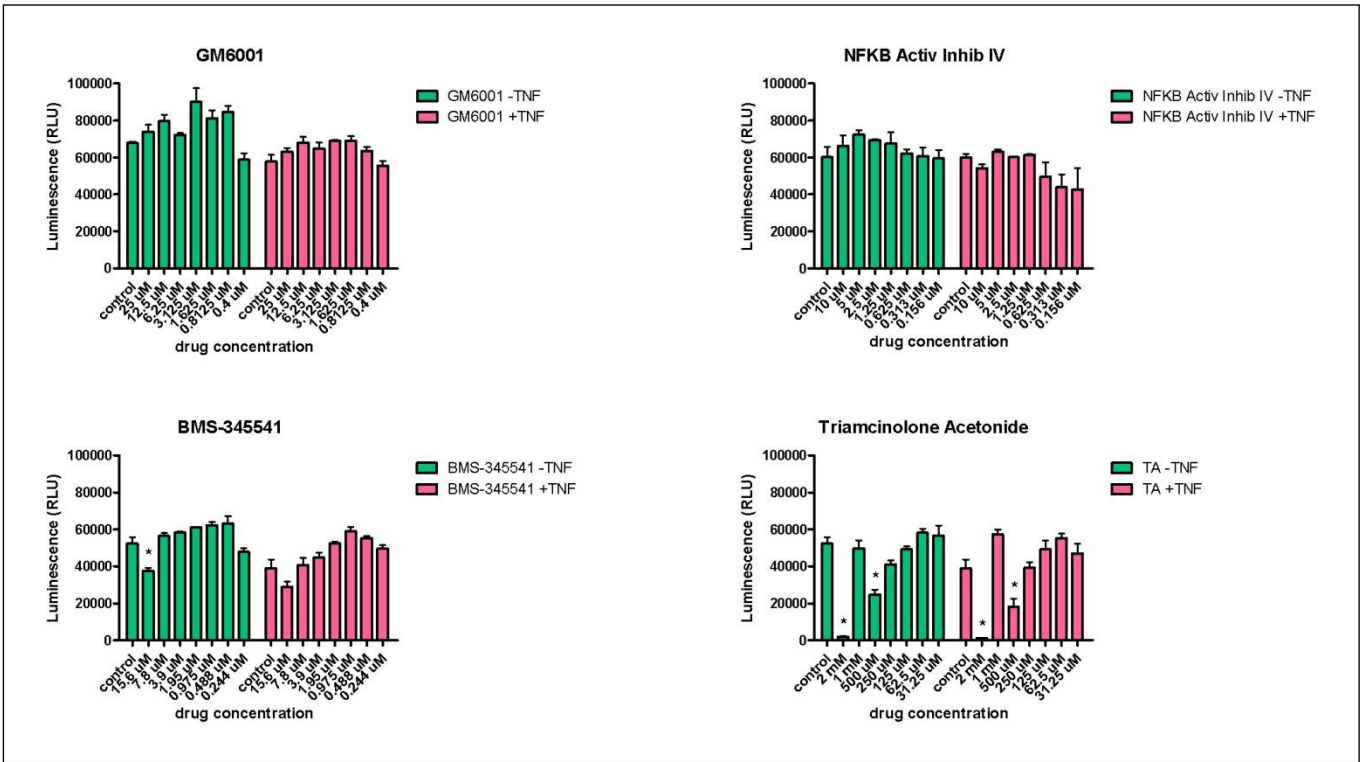 GM6001
100000
80000
60000
40000
20000
0
Luminescence (RLU)
control
25 uM
12.5 uM
6.25 uM
3.125 uM
1.625 uM
0.8125 uM
0.4 uM
control
25 uM
12.5 uM
6.25 uM
3.125 uM
1.625 uM
0.8125 uM
0.4 uM
drug concentration
GM6001 -TNF
GM6001 +TNF
NFKB Activ Inhib IV
100000
80000
60000
40000
20000
0
Luminescence (RLU)
control
10 uM
5 uM
2.5 uM
1.25 uM
0.625 uM
0.313 uM
0.156 uM
control
10 uM
5 uM
2.5 uM
1.25 uM
0.625 uM
0.313 uM
0.156 uM
drug concentration
NFKB Activ Inhib IV -TNF
NFKB Activ Inhib IV +TNF
BMS-345541
100000
80000
60000
40000
20000
0
Luminescence (RLU)
*
control
15.6 uM
7.8 uM
3.9 uM
1.95 uM
0.975 uM
0.488 uM
0.244 uM
control
15.6 uM
7.8 uM
3.9 uM
1.95 uM
0.975 uM
0.488 uM
0.244 uM
drug concentration
BMS-345541 -TNF
BMS-345541 +TNF
Triamcinolone Acetonide
100000
80000
60000
40000
20000
0
Luminescence (RLU)
* * * *
control
2 mM
1 mM
500 uM
250 uM
125 uM
62.5 uM
31.25 uM
control
2 mM
1 mM
500 uM
250 uM
125 uM
62.5 uM
31.25 uM
drug concentration
TA -TNF
TA +TNF